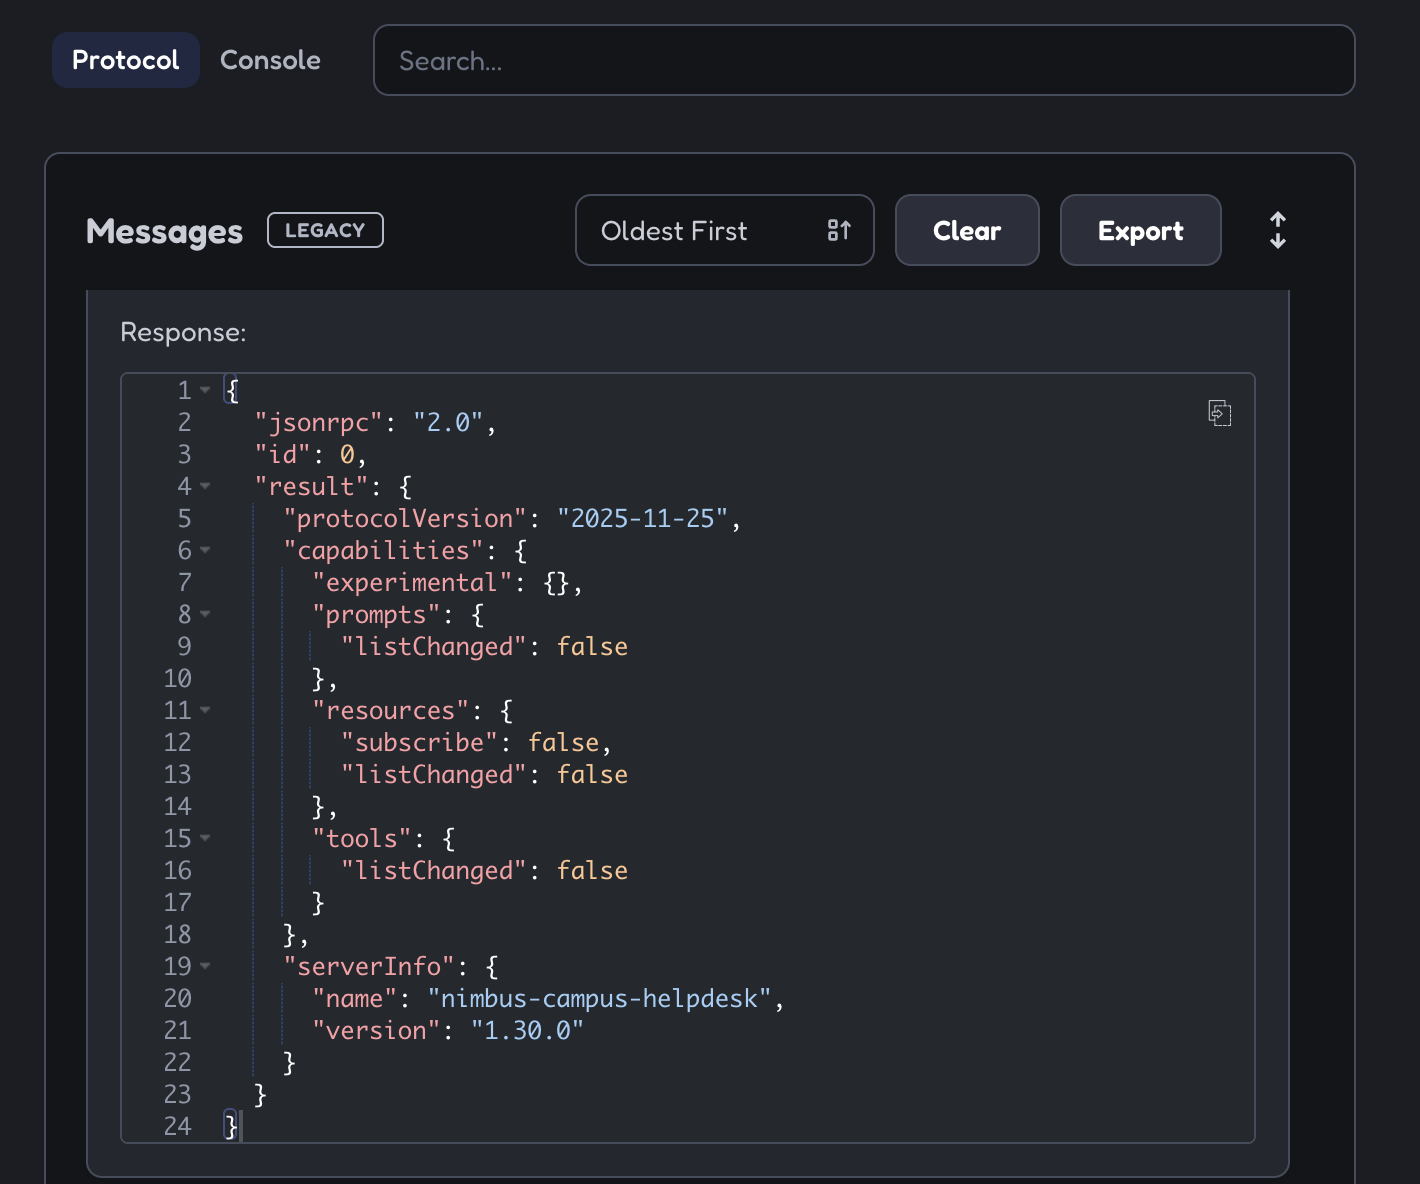 Protocol Console Search...
Messages LEGACY Oldest First Clear Export
Response:
1 {
2 "jsonrpc": "2.0",
3 "id": 0,
4 "result": {
5 "protocolVersion": "2025-11-25",
6 "capabilities": {
7 "experimental": {},
8 "prompts": {
9 "listChanged": false
10 },
11 "resources": {
12 "subscribe": false,
13 "listChanged": false
14 },
15 "tools": {
16 "listChanged": false
17 }
18 },
19 "serverInfo": {
20 "name": "nimbus-campus-helpdesk",
21 "version": "1.30.0"
22 }
23 }
24 }